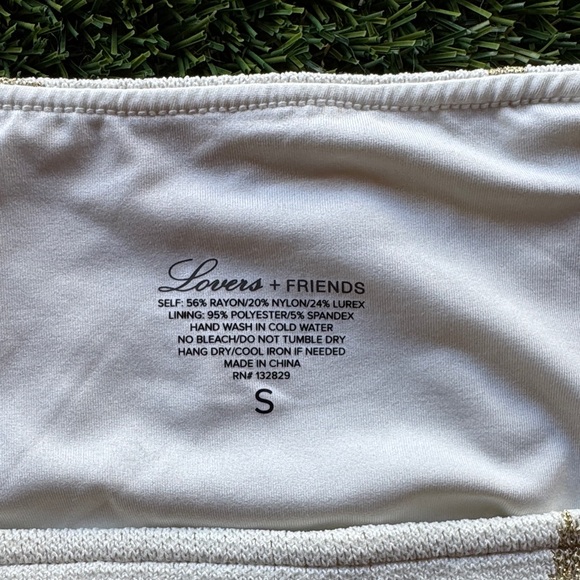 Lovers + FRIENDS
SELF: 56% RAYON/20% NYLON/24% LUREX
LINING: 95% POLYESTER/5% SPANDEX
HAND WASH IN COLD WATER
NO BLEACH/DO NOT TUMBLE DRY
HANG DRY/COOL IRON IF NEEDED
MADE IN CHINA
RN# 132829
S